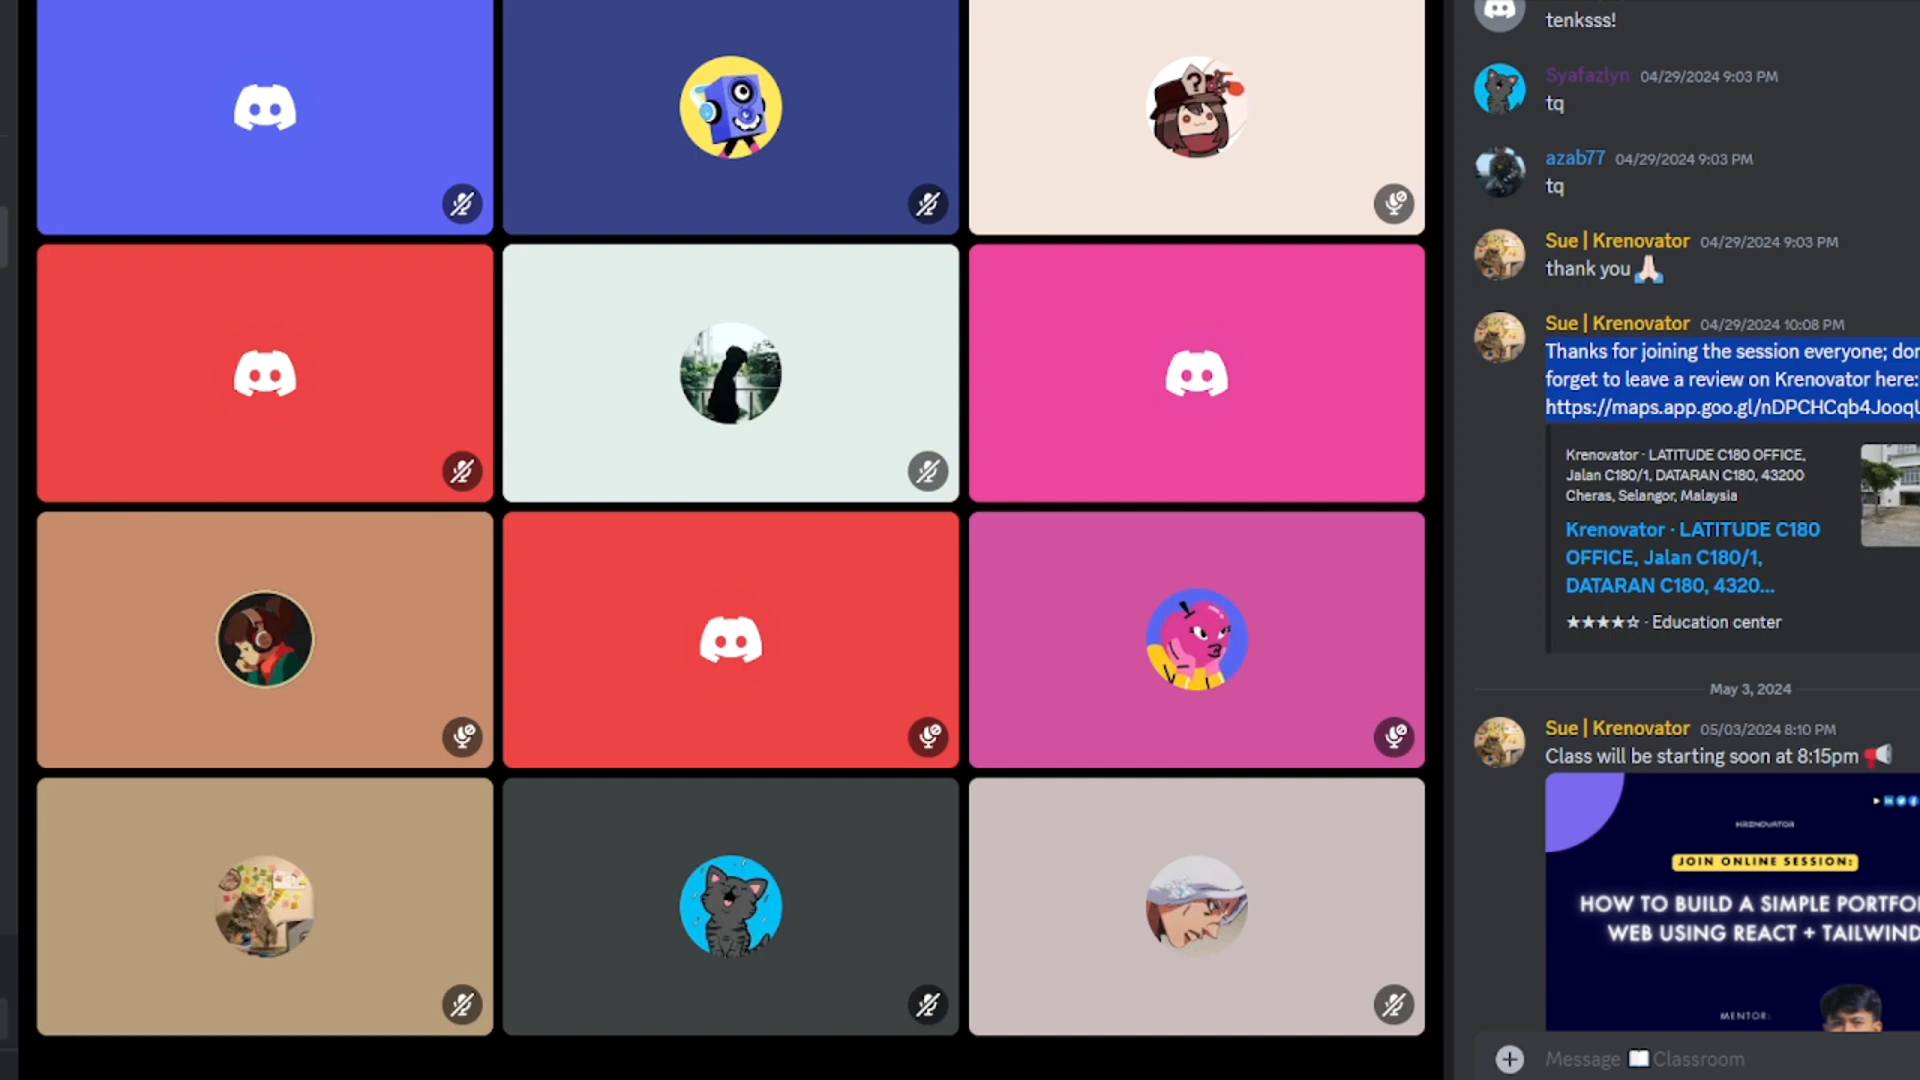 tenksss!
Syafazlyn 04/29/2024 9:03 PM
tq
azab77 04/29/2024 9:03 PM
tq
Sue | Krenovator 04/29/2024 9:03 PM
thank you 🙏🏻
Sue | Krenovator 04/29/2024 10:08 PM
Thanks for joining the session everyone; don
forget to leave a review on Krenovator here:
https://maps.app.goo.gl/nDPCHCqb4Jooq
Krenovator · LATITUDE C180 OFFICE,
Jalan C180/1, DATARAN C180, 43200
Cheras, Selangor, Malaysia
Krenovator · LATITUDE C180
OFFICE, Jalan C180/1,
DATARAN C180, 4320...
★★★★☆ · Education center
May 3, 2024
Sue | Krenovator 05/03/2024 8:10 PM
Class will be starting soon at 8:15pm 📢
KRENOVATOR
JOIN ONLINE SESSION:
HOW TO BUILD A SIMPLE PORTFO
WEB USING REACT + TAILWIND
MENTOR:
Message 📖 Classroom